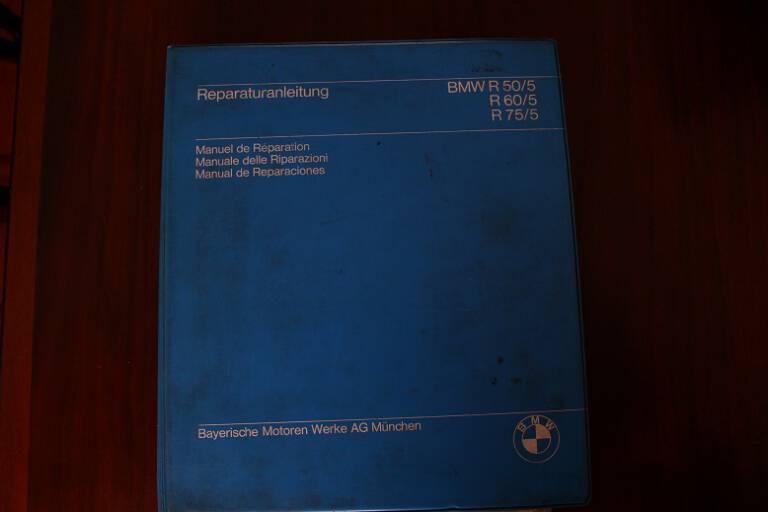 Reparaturanleitung
BMW R 50/5
R 60/5
R 75/5
Manuel de Réparation
Manuale delle Riparazioni
Manual de Reparaciones
Bayerische Motoren Werke AG München
BMW